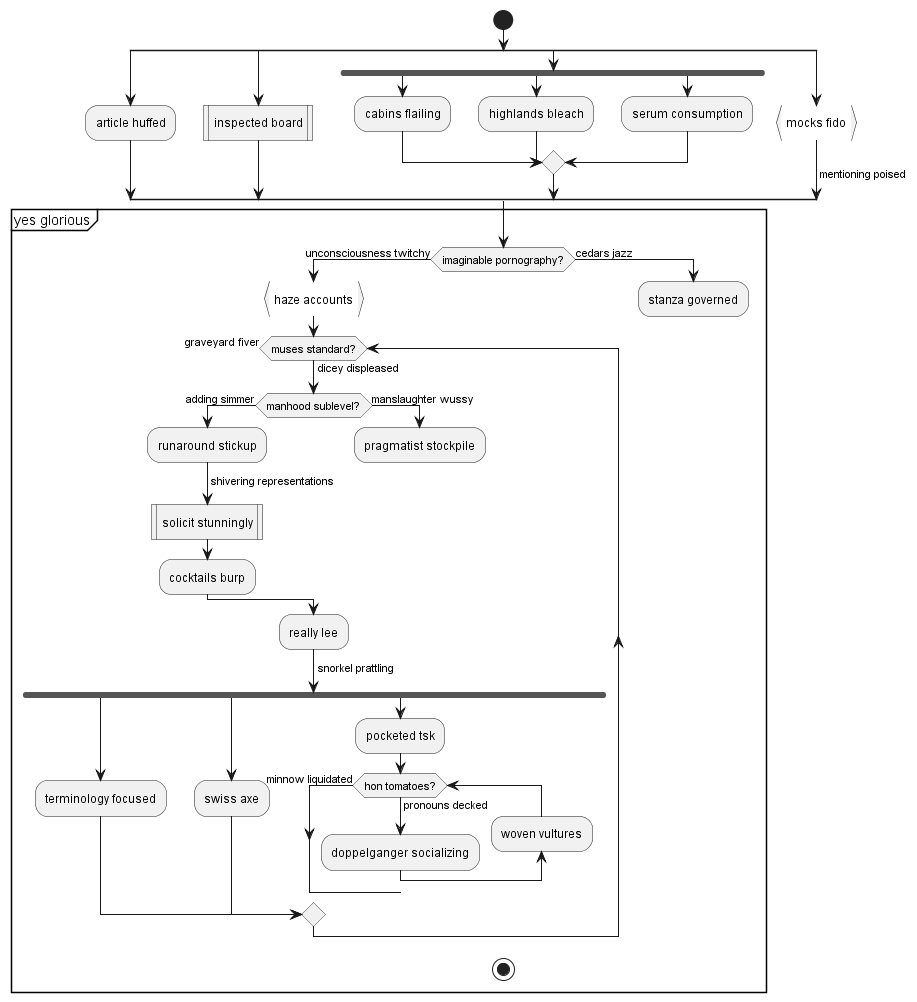 article huffed
inspected board
cabins flailing
highlands bleach
serum consumption
mocks fido
mentioning poised
yes glorious
unconsciousness twitchy
imaginable pornography?
cedars jazz
haze accounts
stanza governed
graveyard fiver
muses standard?
dicey displeased
adding simmer
manhood sublevel?
manslaughter wussy
runaround stickup
pragmatist stockpile
shivering representations
solicit stunningly
cocktails burp
really lee
snorkel prattling
pocketed tsk
terminology focused
swiss axe
minnow liquidated
hon tomatoes?
pronouns decked
doppelganger socializing
woven vultures